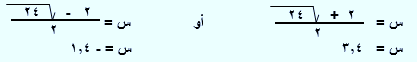 س = (٢ + √٢٤) / ٢ أو س = (٢ - √٢٤) / ٢
س = ٣,٤ س = - ١,٤